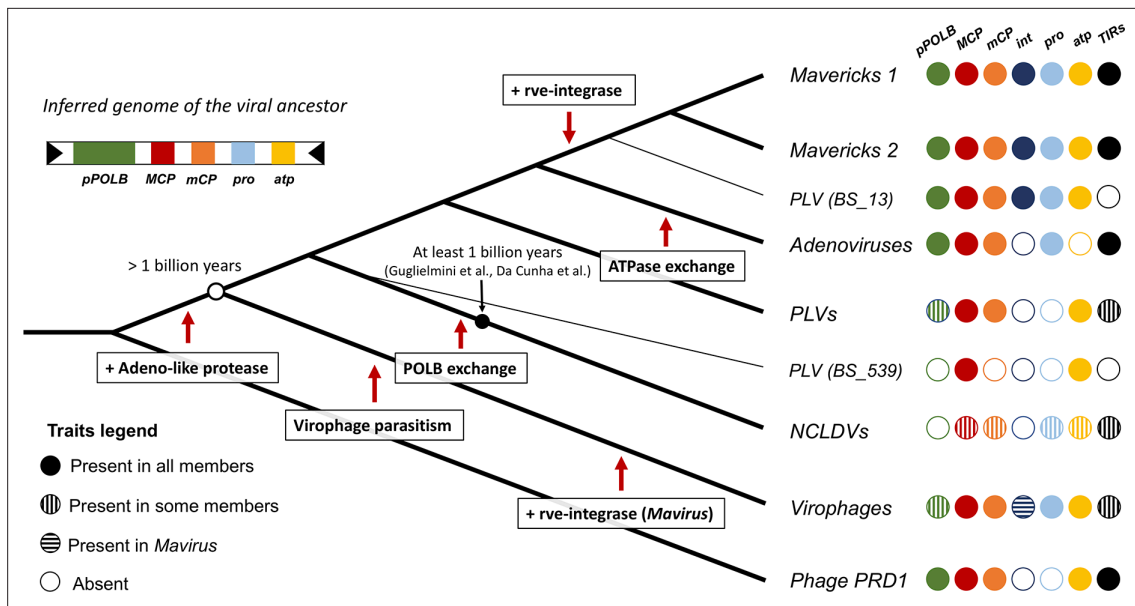 pPOLB MCP mCP int pro atp TIRs
Mavericks 1
+ rve-integrase
Inferred genome of the viral ancestor
pPOLB MCP mCP pro atp
Mavericks 2
PLV (BS_13)
Adenoviruses
At least 1 billion years
(Guglielmini et al., Da Cunha et al.)
> 1 billion years
ATPase exchange
PLVs
+ Adeno-like protease
POLB exchange
PLV (BS_539)
Virophage parasitism
NCLDVs
Traits legend
Present in all members
Present in some members
Present in Mavirus
Absent
+ rve-integrase (Mavirus)
Virophages
Phage PRD1